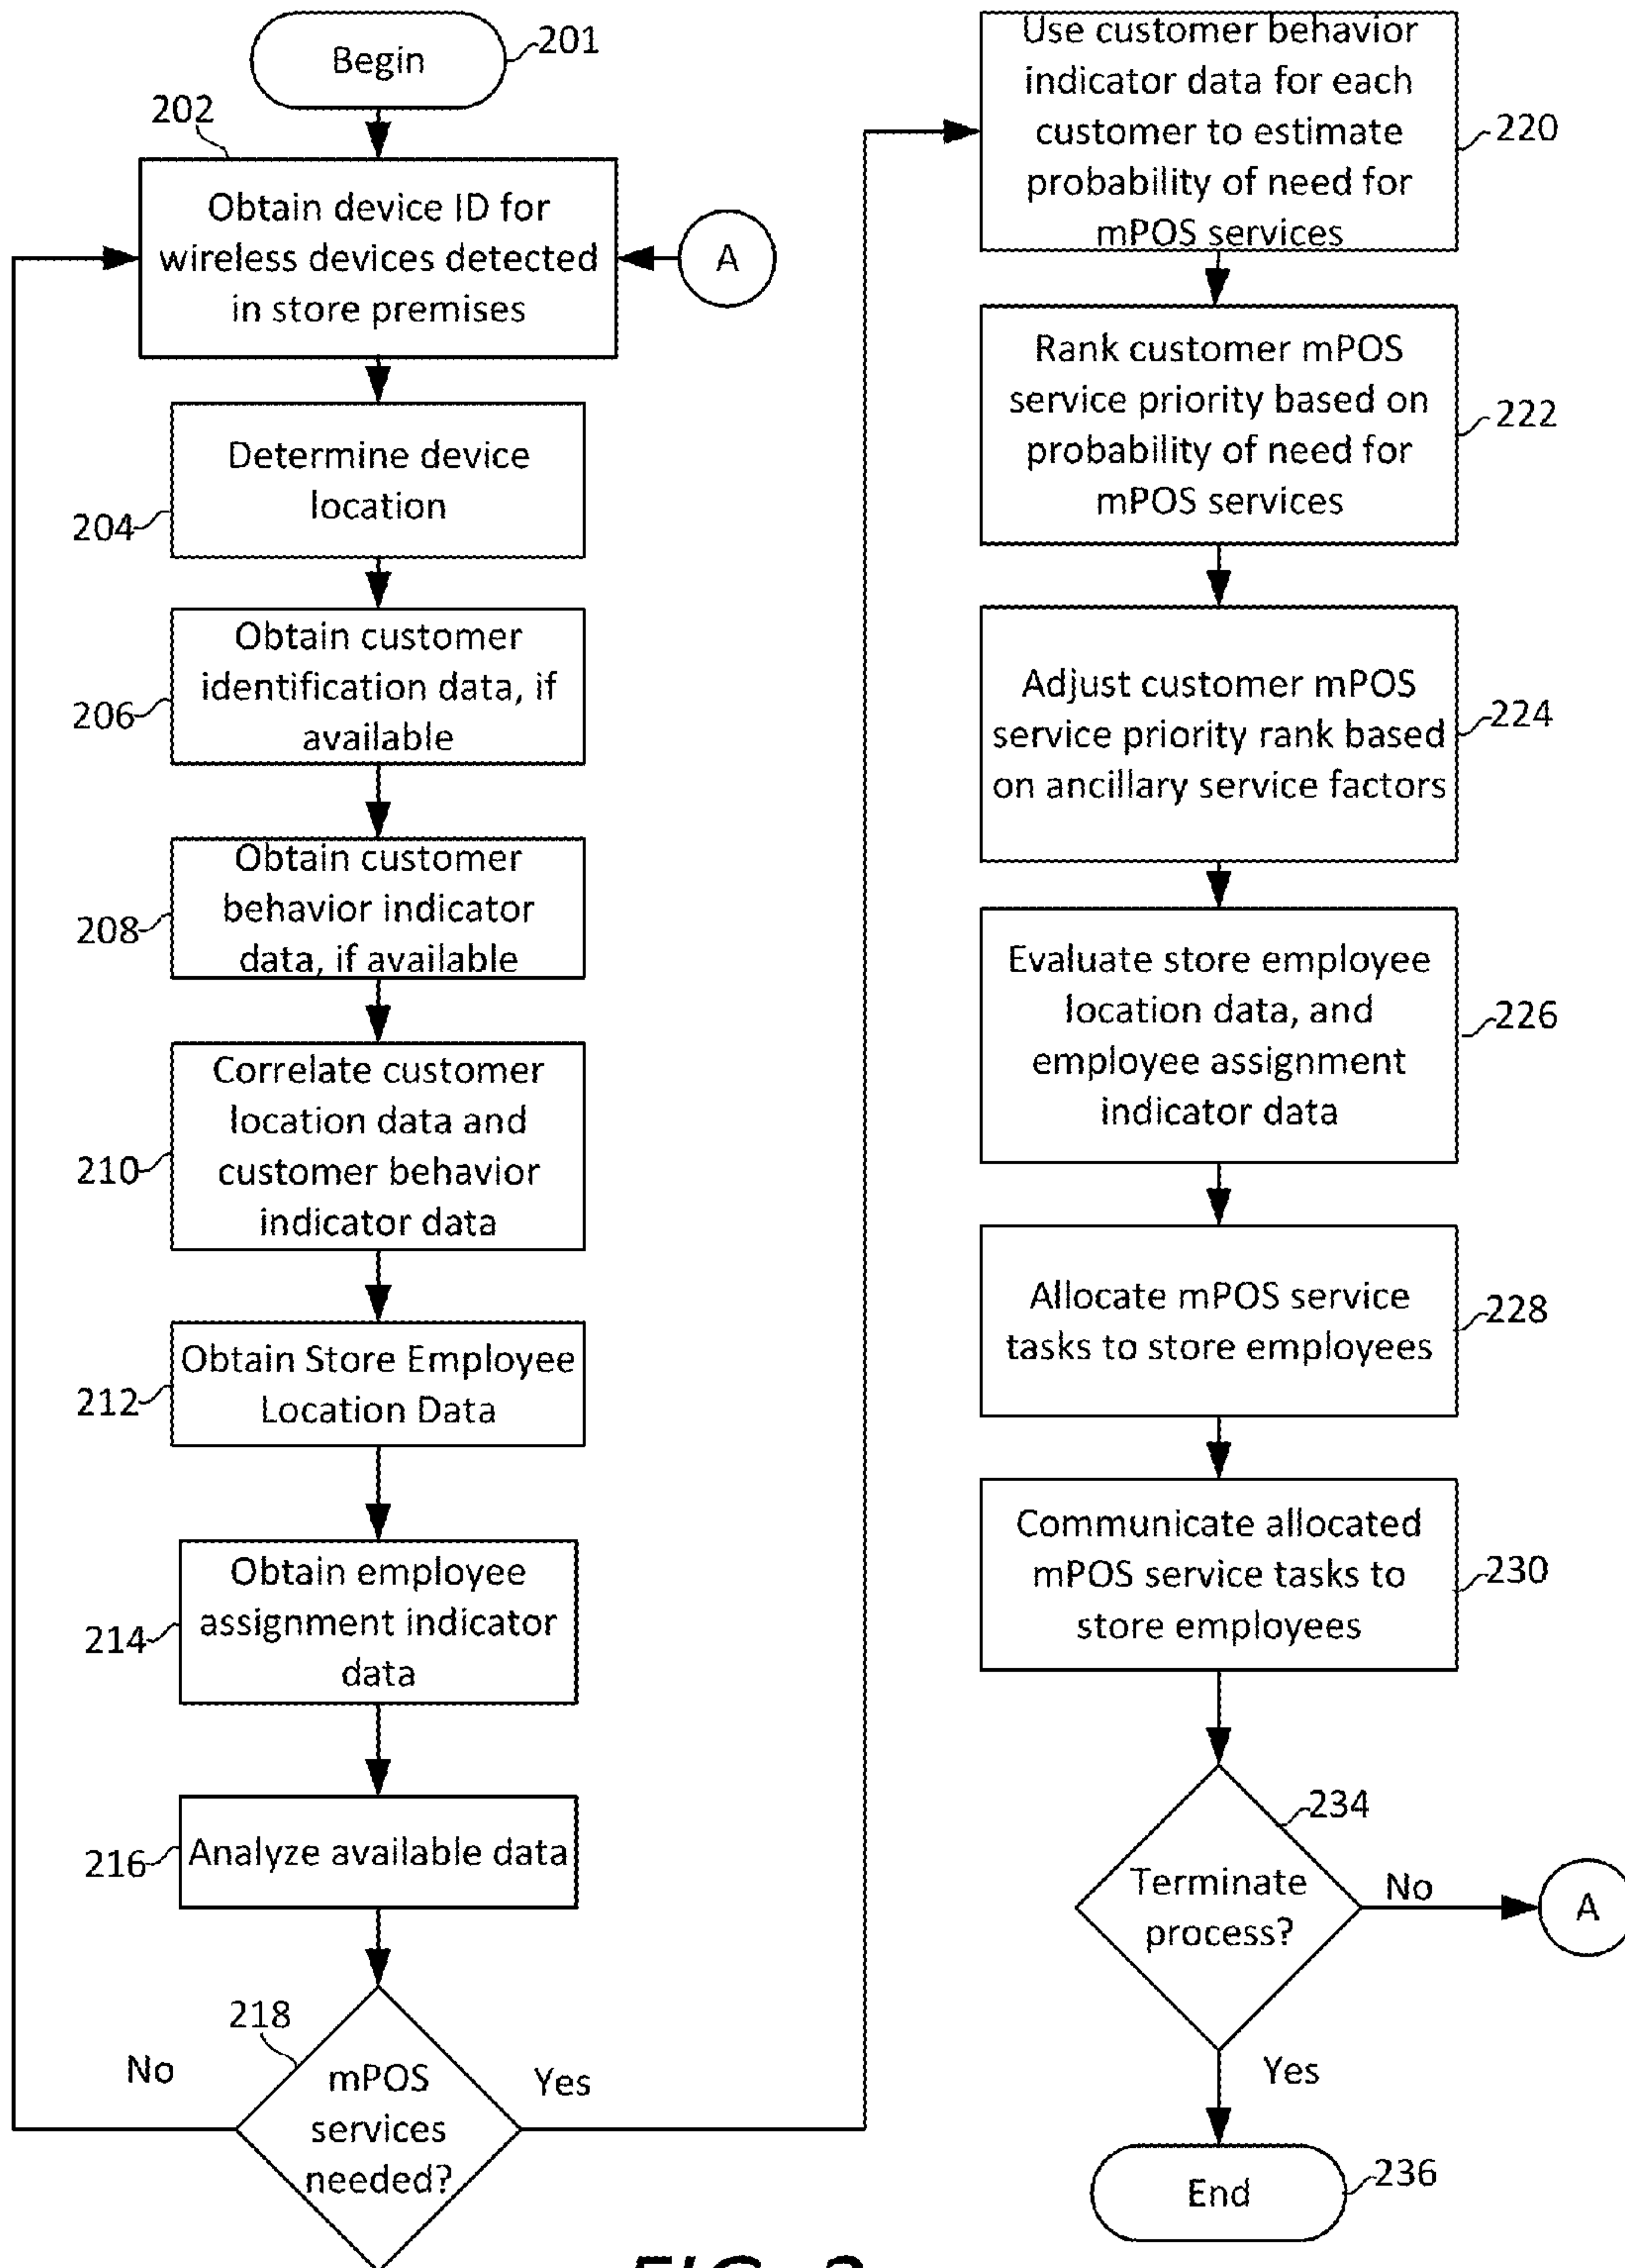 Begin
201
202
Obtain device ID for
wireless devices detected
in store premises
A
Determine device
location
204
Obtain customer
identification data, if
available
206
Obtain customer
behavior indicator
data, if available
208
Correlate customer
location data and
customer behavior
indicator data
210
Obtain Store Employee
Location Data
212
Obtain employee
assignment indicator
data
214
Analyze available data
216
218
mPOS
services
needed?
No
Yes
Use customer behavior
indicator data for each
customer to estimate
probability of need for
mPOS services
220
Rank customer mPOS
service priority based on
probability of need for
mPOS services
222
Adjust customer mPOS
service priority rank based
on ancillary service factors
224
Evaluate store employee
location data, and
employee assignment
indicator data
226
Allocate mPOS service
tasks to store employees
228
Communicate allocated
mPOS service tasks to
store employees
230
234
Terminate
process?
No
A
Yes
End
236